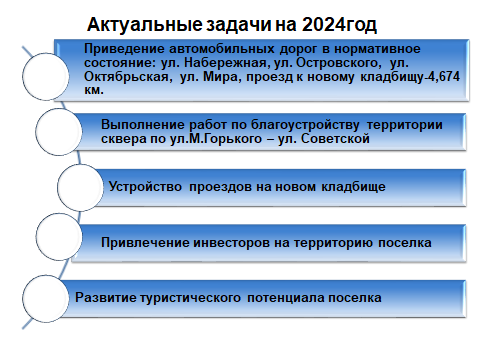 Актуальные задачи на 2024год
Приведение автомобильных дорог в нормативное
состояние: ул. Набережная, ул. Островского, ул.
Октябрьская, ул. Мира, проезд к новому кладбищу-4,674
км.
Выполнение работ по благоустройству территории
сквера по ул.М.Горького – ул. Советской
Устройство проездов на новом кладбище
Привлечение инвесторов на территорию поселка
Развитие туристического потенциала поселка